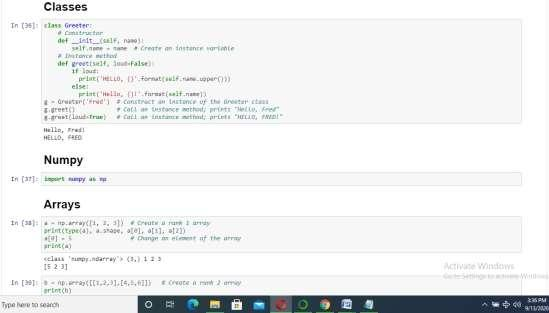 Classes
In [36]: class Greeter:
# Constructor
def __init__(self, name):
self.name = name # Create an instance variable
# Instance method
def greet(self, loud=False):
if loud:
print('HELLO, {}'.format(self.name.upper()))
else:
print('Hello, {}!'.format(self.name))
g = Greeter('Fred') # Construct an instance of the Greeter class
g.greet() # Call an instance method; prints "Hello, Fred"
g.greet(loud=True) # Call an instance method; prints "HELLO, FRED!"
Hello, Fred!
HELLO, FRED
Numpy
In [37]: import numpy as np
Arrays
In [38]: a = np.array([1, 2, 3]) # Create a rank 1 array
print(type(a), a.shape, a[0], a[1], a[2])
a[0] = 5 # Change an element of the array
print(a)
<class 'numpy.ndarray'> (3,) 1 2 3
[5 2 3]
Activate Windows
Go to Settings to activate Windows.
In [39]: b = np.array([[1,2,3],[4,5,6]]) # Create a rank 2 array
print(b)
Type here to search
3:36 PM
9/13/2020